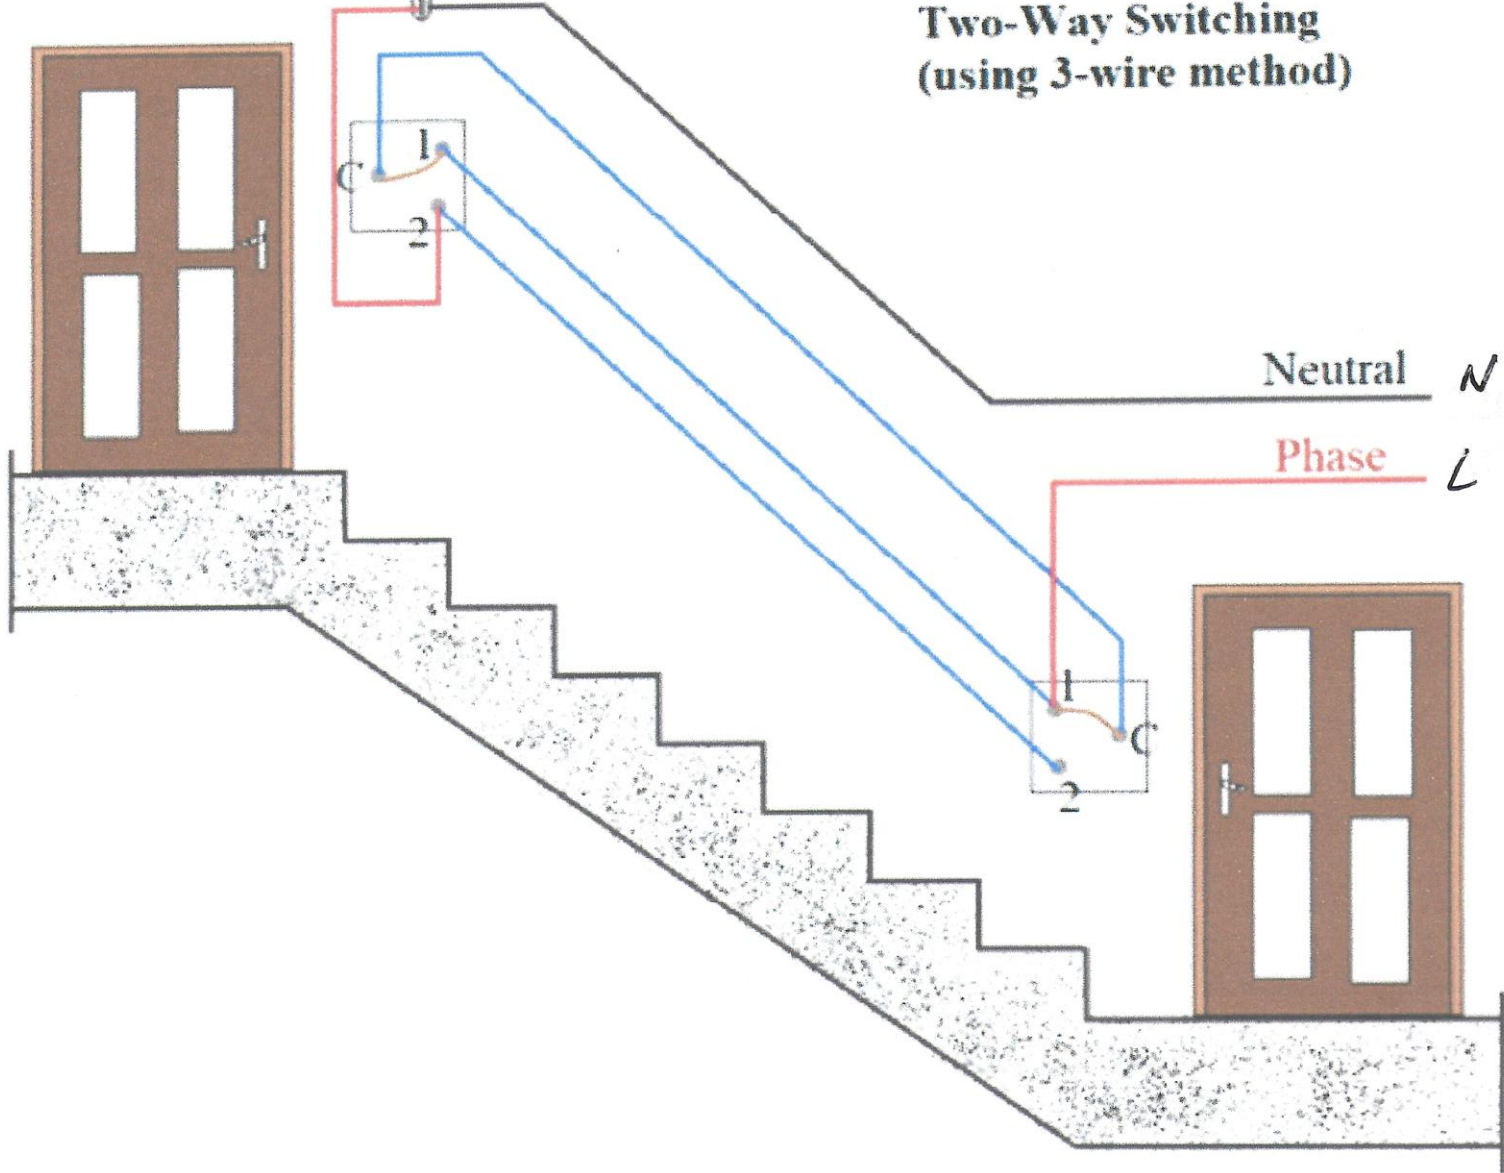 Two-Way Switching
(using 3-wire method)
1
C
2
Neutral N
Phase L
1
C
2